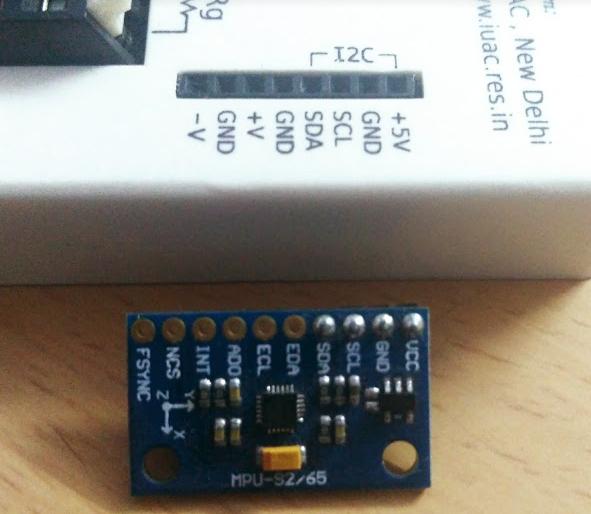 Rg
I2C
-V
GND
+V
GND
SDA
SCL
GND
+5V
AC, New Delhi
www.iuac.res.in
FSYNC
NCS
INT
ADO
ECL
EDA
SDA
SCL
GND
VCC
Y
Z
X
MPU-92/65